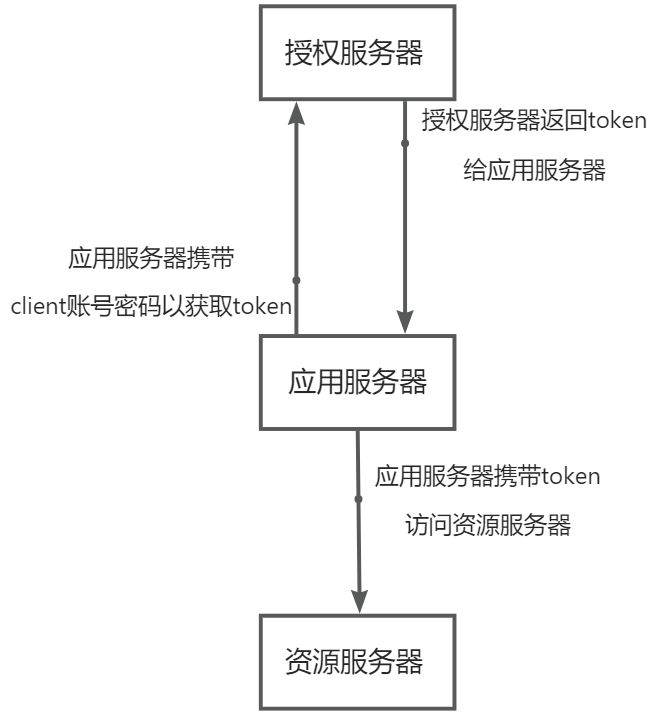 授权服务器
授权服务器返回token
给应用服务器
应用服务器携带
client账号密码以获取token
应用服务器
应用服务器携带token
访问资源服务器
资源服务器